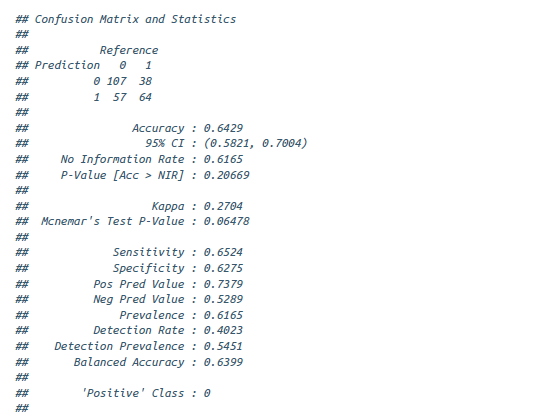 ## Confusion Matrix and Statistics
##
##           Reference
## Prediction   0   1
##          0 107  38
##          1  57  64
##
##                Accuracy : 0.6429
##                  95% CI : (0.5821, 0.7004)
##     No Information Rate : 0.6165
##     P-Value [Acc > NIR] : 0.20669
##
##                   Kappa : 0.2704
##  Mcnemar's Test P-Value : 0.06478
##
##             Sensitivity : 0.6524
##             Specificity : 0.6275
##          Pos Pred Value : 0.7379
##          Neg Pred Value : 0.5289
##              Prevalence : 0.6165
##          Detection Rate : 0.4023
##    Detection Prevalence : 0.5451
##       Balanced Accuracy : 0.6399
##
##        'Positive' Class : 0
##